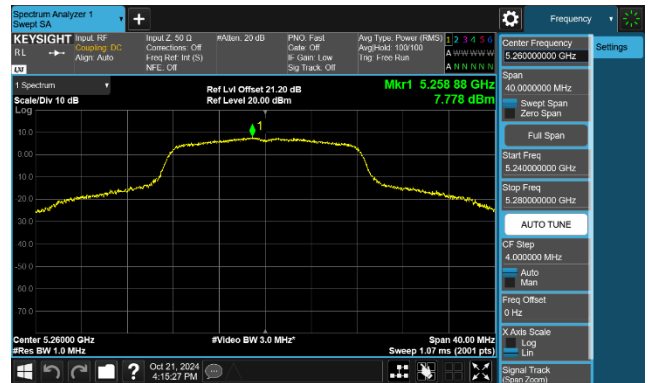 Spectrum Analyzer 1
Swept SA
+
Frequency
KEYSIGHT
RL
LXI
Input: RF
Coupling: DC
Align: Auto
Input Z: 50 Ω
Corrections: Off
Freq Ref: Int (S)
NFE: Off
#Atten: 20 dB
PNO: Fast
Gate: Off
IF Gain: Low
Sig Track: Off
Avg Type: Power (RMS)
Avg|Hold: 100/100
Trig: Free Run
1 2 3 4 5 6
A W W W W W
A N N N N N
1 Spectrum
Scale/Div 10 dB
Log
Ref Lvl Offset 21.20 dB
Ref Level 20.00 dBm
Mkr1 5.258 88 GHz
7.778 dBm
1
10.0
0.00
-10.0
-20.0
-30.0
-40.0
-50.0
-60.0
-70.0
Center 5.26000 GHz
#Res BW 1.0 MHz
#Video BW 3.0 MHz*
Span 40.00 MHz
Sweep 1.07 ms (2001 pts)
Oct 21, 2024
4:15:27 PM
?
Settings
Center Frequency
5.260000000 GHz
Span
40.0000000 MHz
Swept Span
Zero Span
Full Span
Start Freq
5.240000000 GHz
Stop Freq
5.280000000 GHz
AUTO TUNE
CF Step
4.000000 MHz
Auto
Man
Freq Offset
0 Hz
X Axis Scale
Log
Lin
Signal Track
(Span Zoom)